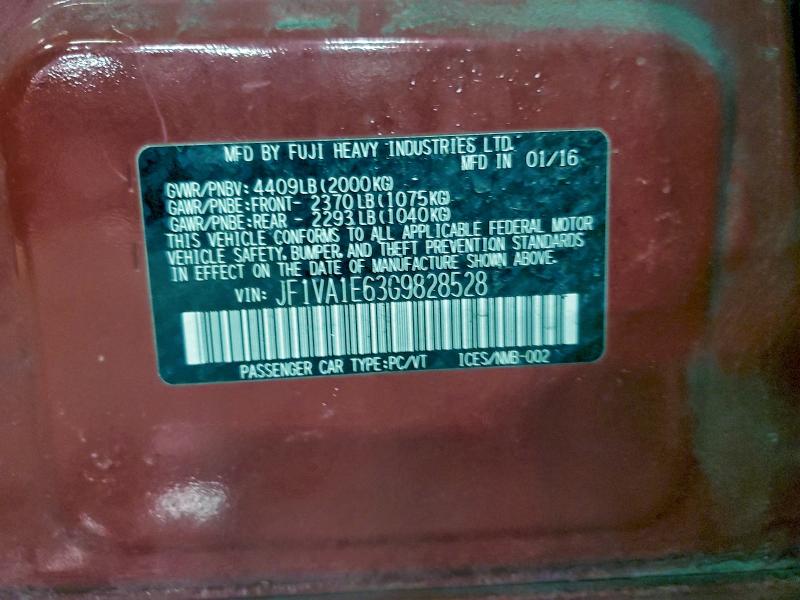 MFD BY FUJI HEAVY INDUSTRIES LTD.
MFD IN 01/16
GVWR/PNBV: 4409LB(2000KG)
GAWR/PNBE:FRONT- 2370LB(1075KG)
GAWR/PNBE:REAR - 2293LB(1040KG)
THIS VEHICLE CONFORMS TO ALL APPLICABLE FEDERAL MOTOR
VEHICLE SAFETY, BUMPER, AND THEFT PREVENTION STANDARDS
IN EFFECT ON THE DATE OF MANUFACTURE SHOWN ABOVE.
VIN: JF1VA1E63G9828528
PASSENGER CAR TYPE:PC/VT ICES/NMB-002